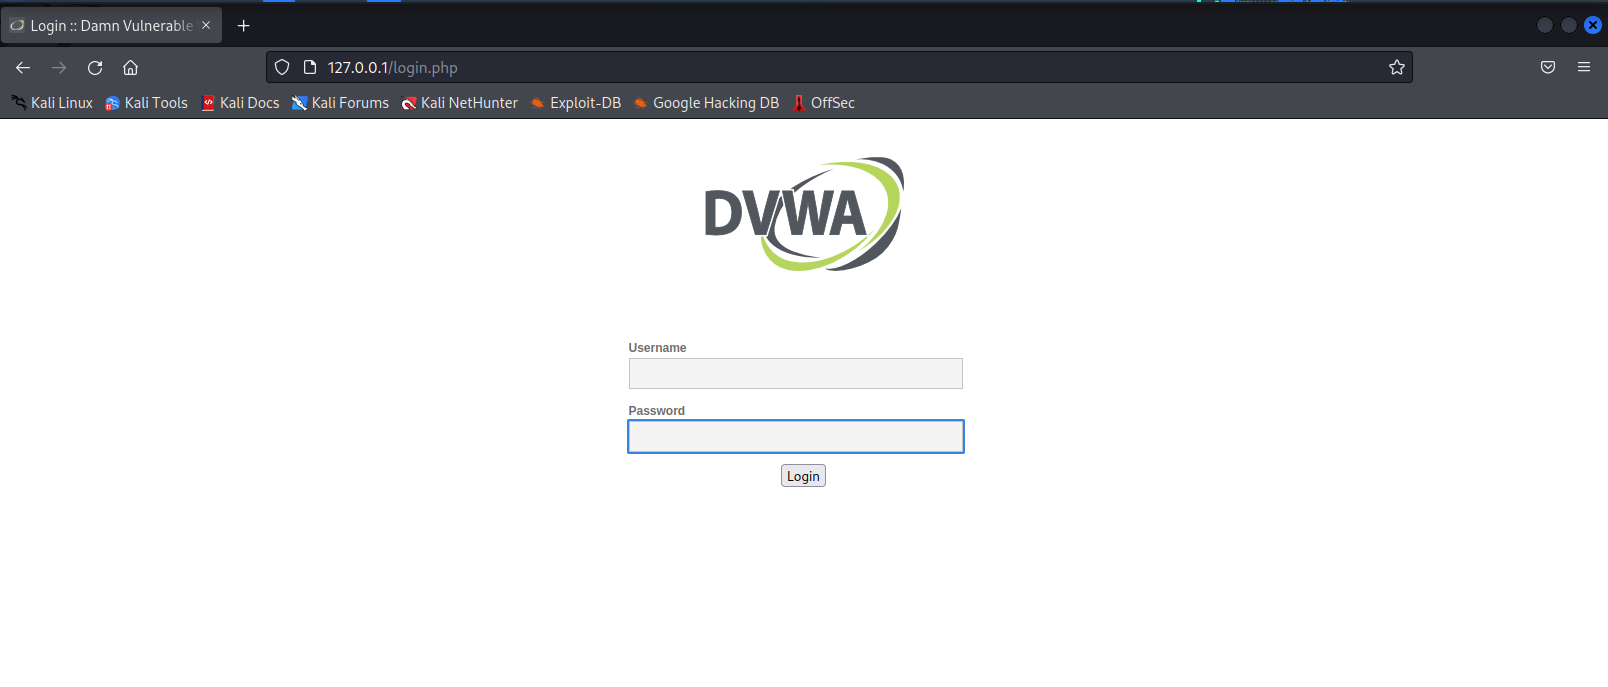 Login :: Damn Vulnerable
127.0.0.1/login.php
Kali Linux Kali Tools Kali Docs Kali Forums Kali NetHunter Exploit-DB Google Hacking DB OffSec
DVWA
Username
Password
Login